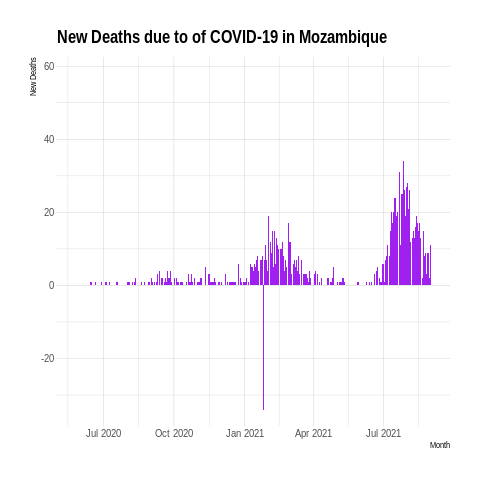 New Deaths due to of COVID-19 in Mozambique
New Deaths
60
40
20
0
-20
Jul 2020 Oct 2020 Jan 2021 Apr 2021 Jul 2021
Month